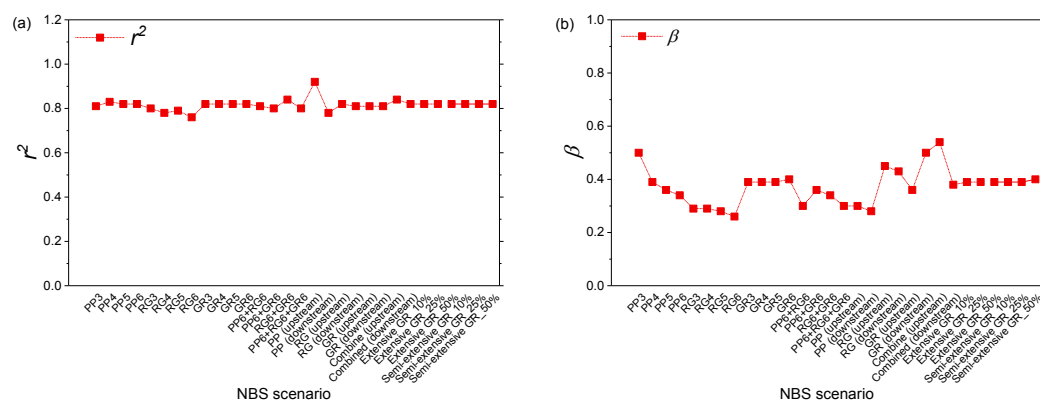 (a)
1.2
1.0
0.8
0.6
0.4
0.2
0.0
r²
r²
PP3
PP4
PP5
PP6
RG3
RG4
RG5
RG6
GR3
GR4
GR5
GR6
PP6+RG6
PP6+GR6
RG6+GR6
PP6+RG6+GR6
PP (upstream)
PP (downstream)
RG (upstream)
RG (downstream)
GR (upstream)
GR (downstream)
Combine (upstream)
Combined (downstream)
Extensive GR_10%
Extensive GR_25%
Extensive GR_50%
Semi-extensive GR_10%
Semi-extensive GR_25%
Semi-extensive GR_50%
NBS scenario
(b)
1.0
0.8
0.6
0.4
0.2
0.0
β
β
PP3
PP4
PP5
PP6
RG3
RG4
RG5
RG6
GR3
GR4
GR5
GR6
PP6+RG6
PP6+GR6
RG6+GR6
PP6+RG6+GR6
PP (upstream)
PP (downstream)
RG (upstream)
RG (downstream)
GR (upstream)
GR (downstream)
Combine (upstream)
Combined (downstream)
Extensive GR_10%
Extensive GR_25%
Extensive GR_50%
Semi-extensive GR_10%
Semi-extensive GR_25%
Semi-extensive GR_50%
NBS scenario